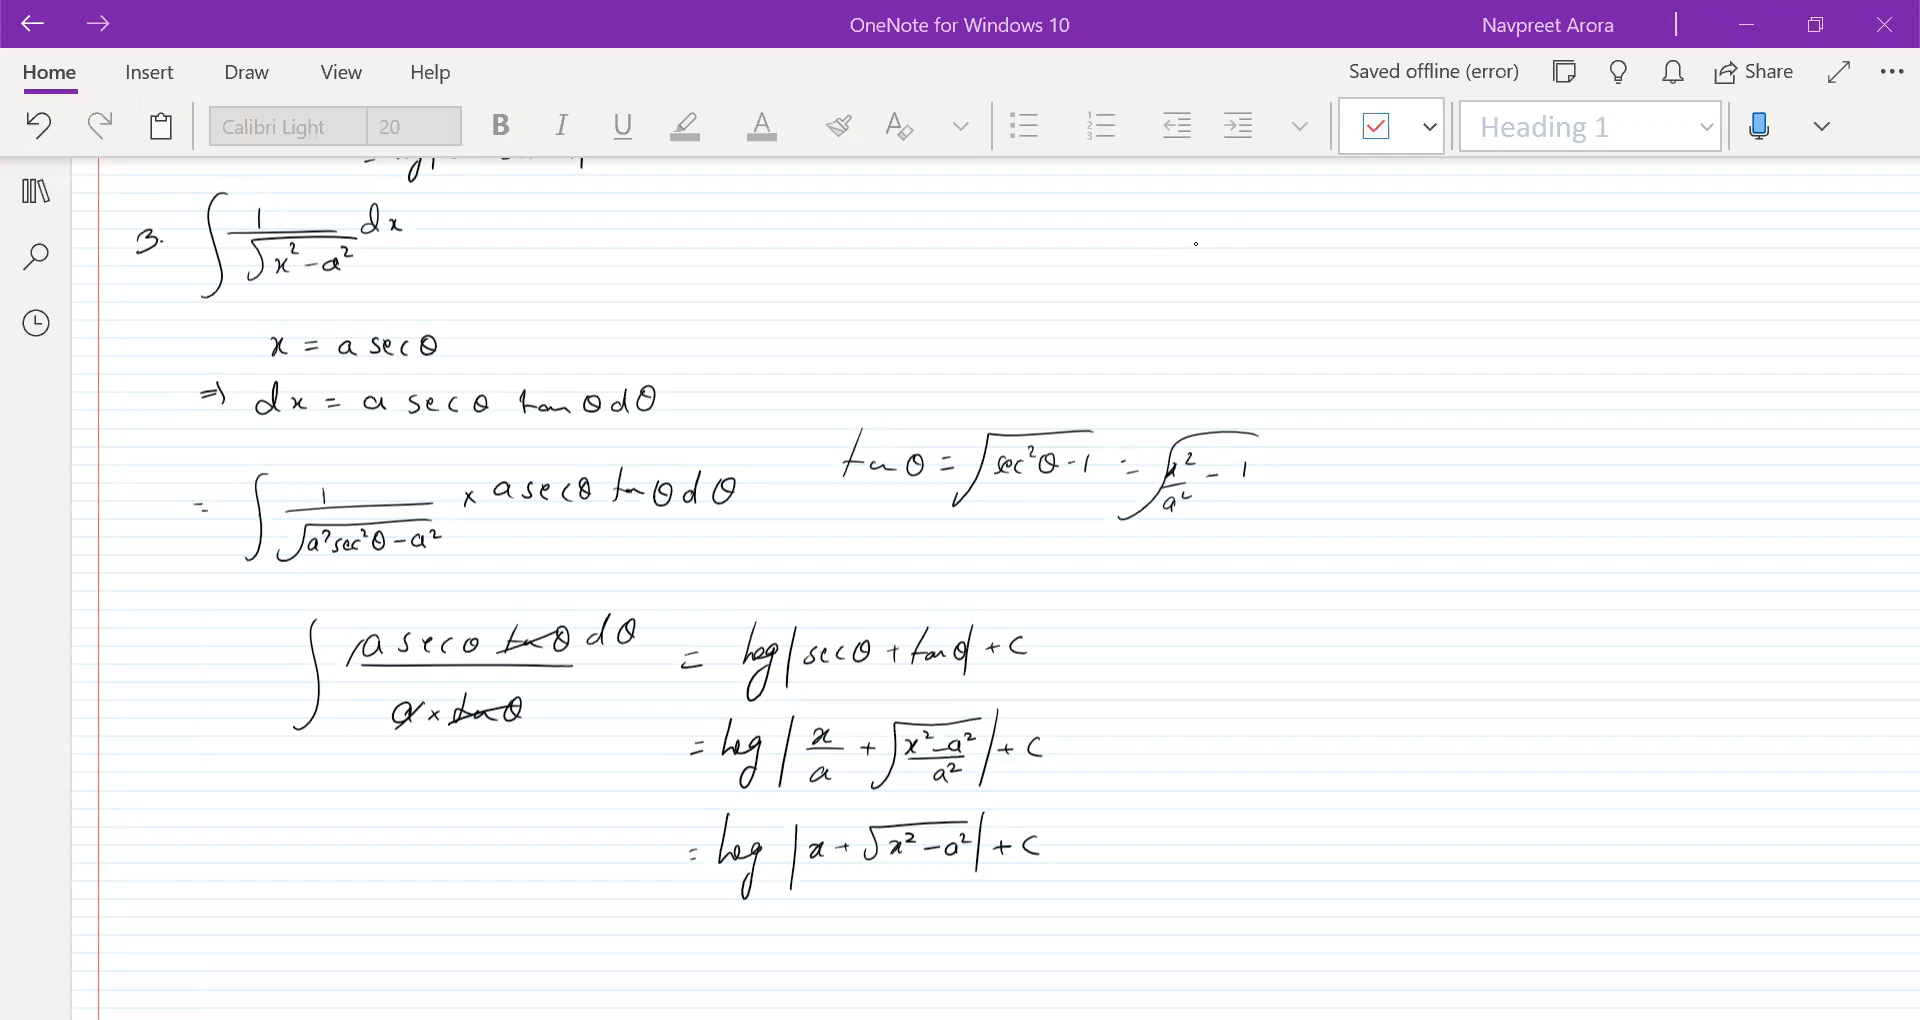 OneNote for Windows 10
Navpreet Arora
Home Insert Draw View Help
Saved offline (error) Share
Calibri Light 20 B I U A A Heading 1
3. ∫ 1/√(x² - a²) dx
x = a sec θ
⇒ dx = a sec θ tan θ dθ
= ∫ 1/√(a² sec² θ - a²) × a sec θ tan θ dθ
tan θ = √(sec² θ - 1) = √(x²/a² - 1)
∫ a sec θ tan θ dθ / a × tan θ = log |sec θ + tan θ| + c
= log | x/a + √((x² - a²)/a²) | + c
= log | x + √(x² - a²) | + c